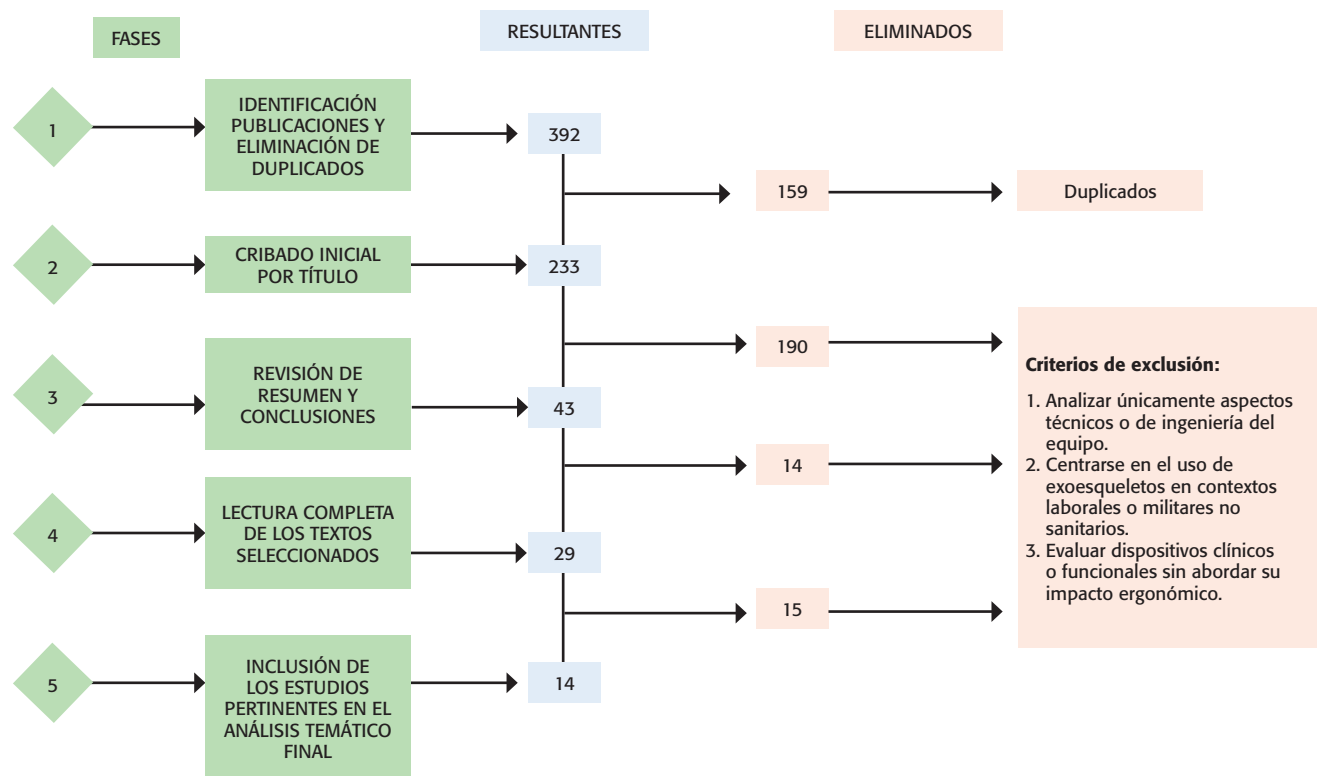 FASES
RESULTANTES
ELIMINADOS
1
IDENTIFICACIÓN
PUBLICACIONES Y
ELIMINACIÓN DE
DUPLICADOS
392
159
Duplicados
2
CRIBADO INICIAL
POR TÍTULO
233
190
3
REVISIÓN DE
RESUMEN Y
CONCLUSIONES
43
14
4
LECTURA COMPLETA
DE LOS TEXTOS
SELECCIONADOS
29
15
5
INCLUSIÓN DE
LOS ESTUDIOS
PERTINENTES EN EL
ANÁLISIS TEMÁTICO
FINAL
14
Criterios de exclusión:
1. Analizar únicamente aspectos
técnicos o de ingeniería del
equipo.
2. Centrarse en el uso de
exoesqueletos en contextos
laborales o militares no
sanitarios.
3. Evaluar dispositivos clínicos
o funcionales sin abordar su
impacto ergonómico.